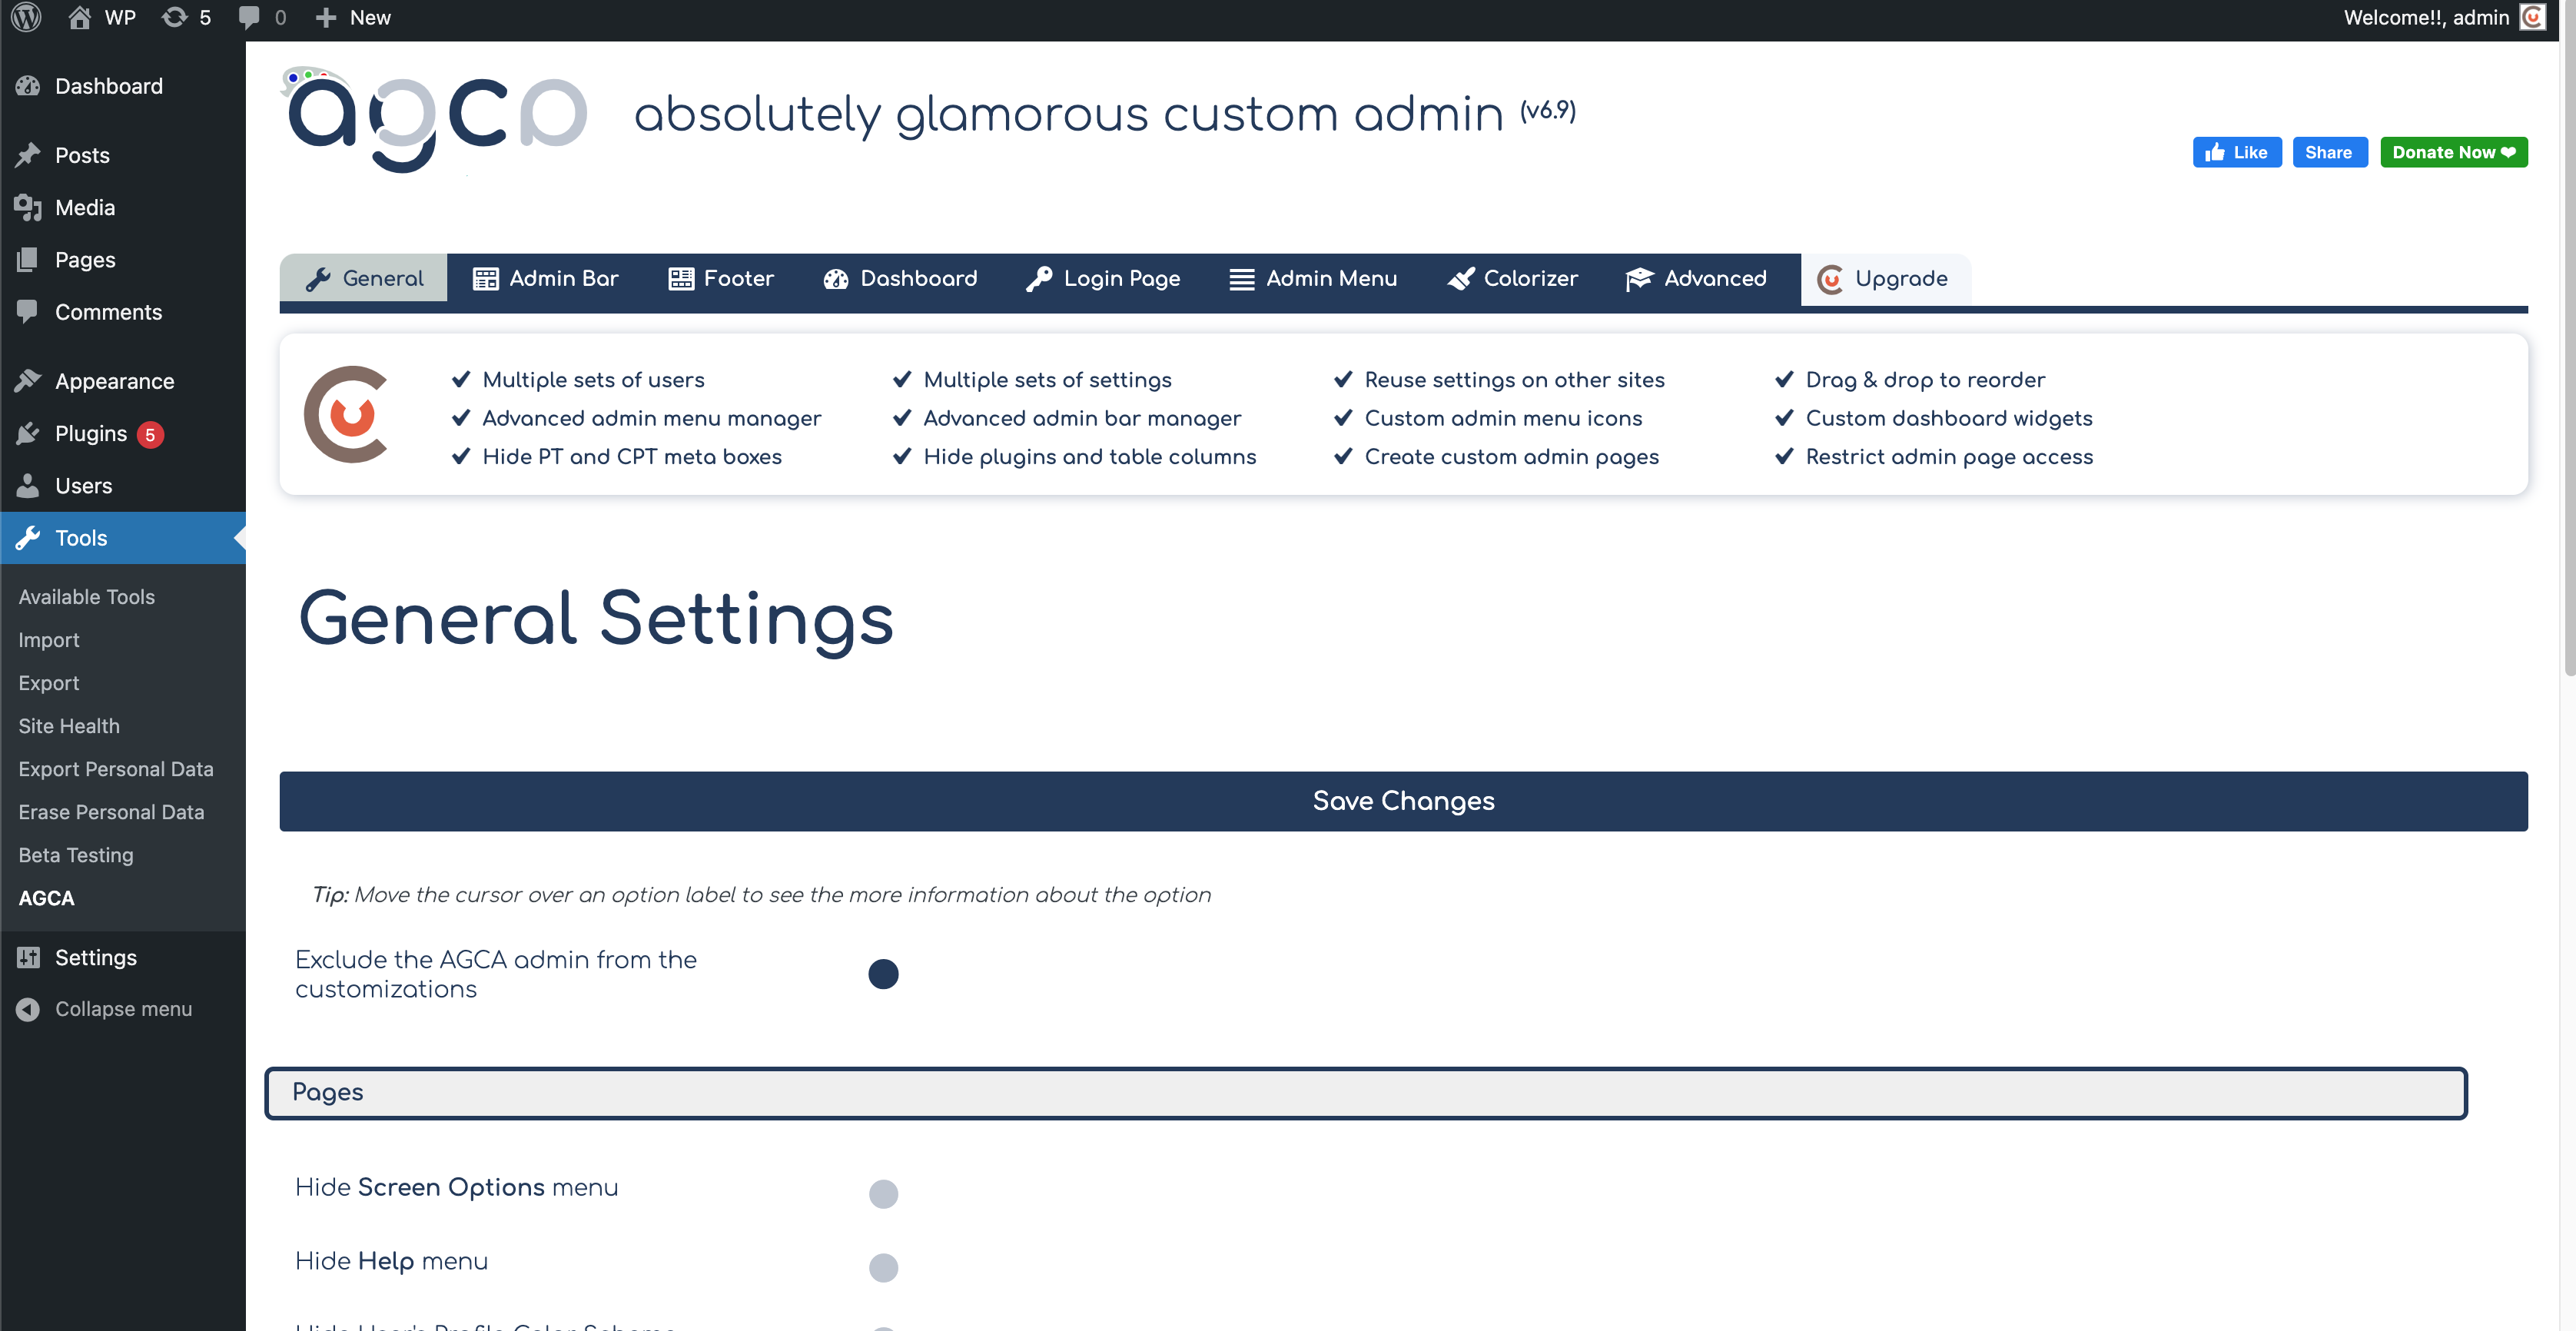 WP 5 0 New
Welcome!!, admin
Dashboard
Posts
Media
Pages
Comments
Appearance
Plugins 5
Users
Tools
Available Tools
Import
Export
Site Health
Export Personal Data
Erase Personal Data
Beta Testing
AGCA
Settings
Collapse menu
agca
absolutely glamorous custom admin (v6.9)
Like Share Donate Now ❤
General Admin Bar Footer Dashboard Login Page Admin Menu Colorizer Advanced Upgrade
✔ Multiple sets of users ✔ Multiple sets of settings ✔ Reuse settings on other sites ✔ Drag & drop to reorder
✔ Advanced admin menu manager ✔ Advanced admin bar manager ✔ Custom admin menu icons ✔ Custom dashboard widgets
✔ Hide PT and CPT meta boxes ✔ Hide plugins and table columns ✔ Create custom admin pages ✔ Restrict admin page access
General Settings
Save Changes
Tip: Move the cursor over an option label to see the more information about the option
Exclude the AGCA admin from the
customizations
Pages
Hide Screen Options menu
Hide Help menu
Hide User's Profile Color Scheme